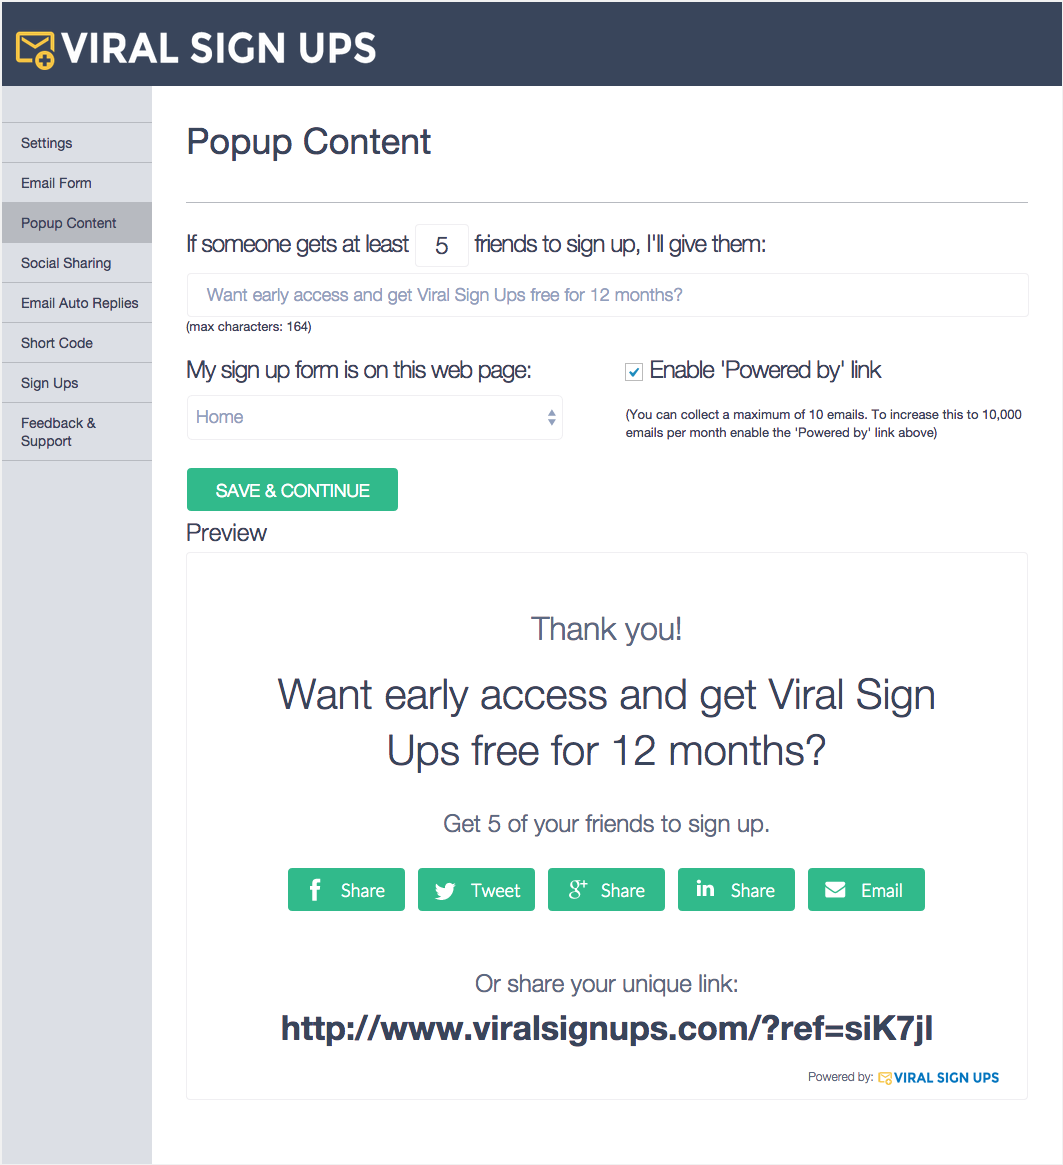 VIRAL SIGN UPS
Settings
Email Form
Popup Content
Social Sharing
Email Auto Replies
Short Code
Sign Ups
Feedback &
Support
Popup Content
If someone gets at least 5 friends to sign up, I'll give them:
Want early access and get Viral Sign Ups free for 12 months?
(max characters: 164)
My sign up form is on this web page:
Home
Enable 'Powered by' link
(You can collect a maximum of 10 emails. To increase this to 10,000
emails per month enable the 'Powered by' link above)
SAVE & CONTINUE
Preview
Thank you!
Want early access and get Viral Sign
Ups free for 12 months?
Get 5 of your friends to sign up.
f Share
Tweet
g+ Share
in Share
Email
Or share your unique link:
http://www.viralsignups.com/?ref=siK7jl
Powered by: VIRAL SIGN UPS